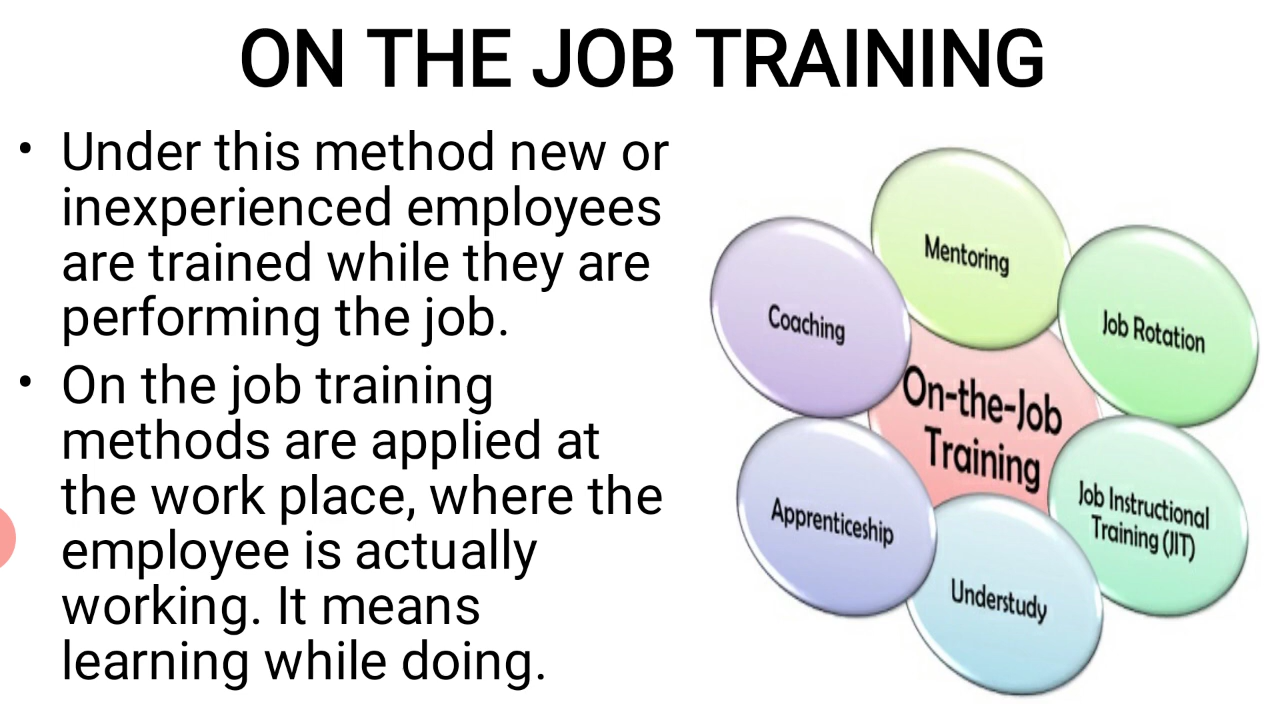 ON THE JOB TRAINING
• Under this method new or
inexperienced employees
are trained while they are
performing the job.
• On the job training
methods are applied at
the work place, where the
employee is actually
working. It means
learning while doing.
Mentoring
Coaching
Job Rotation
On-the-Job
Training
Apprenticeship
Job Instructional
Training (JIT)
Understudy